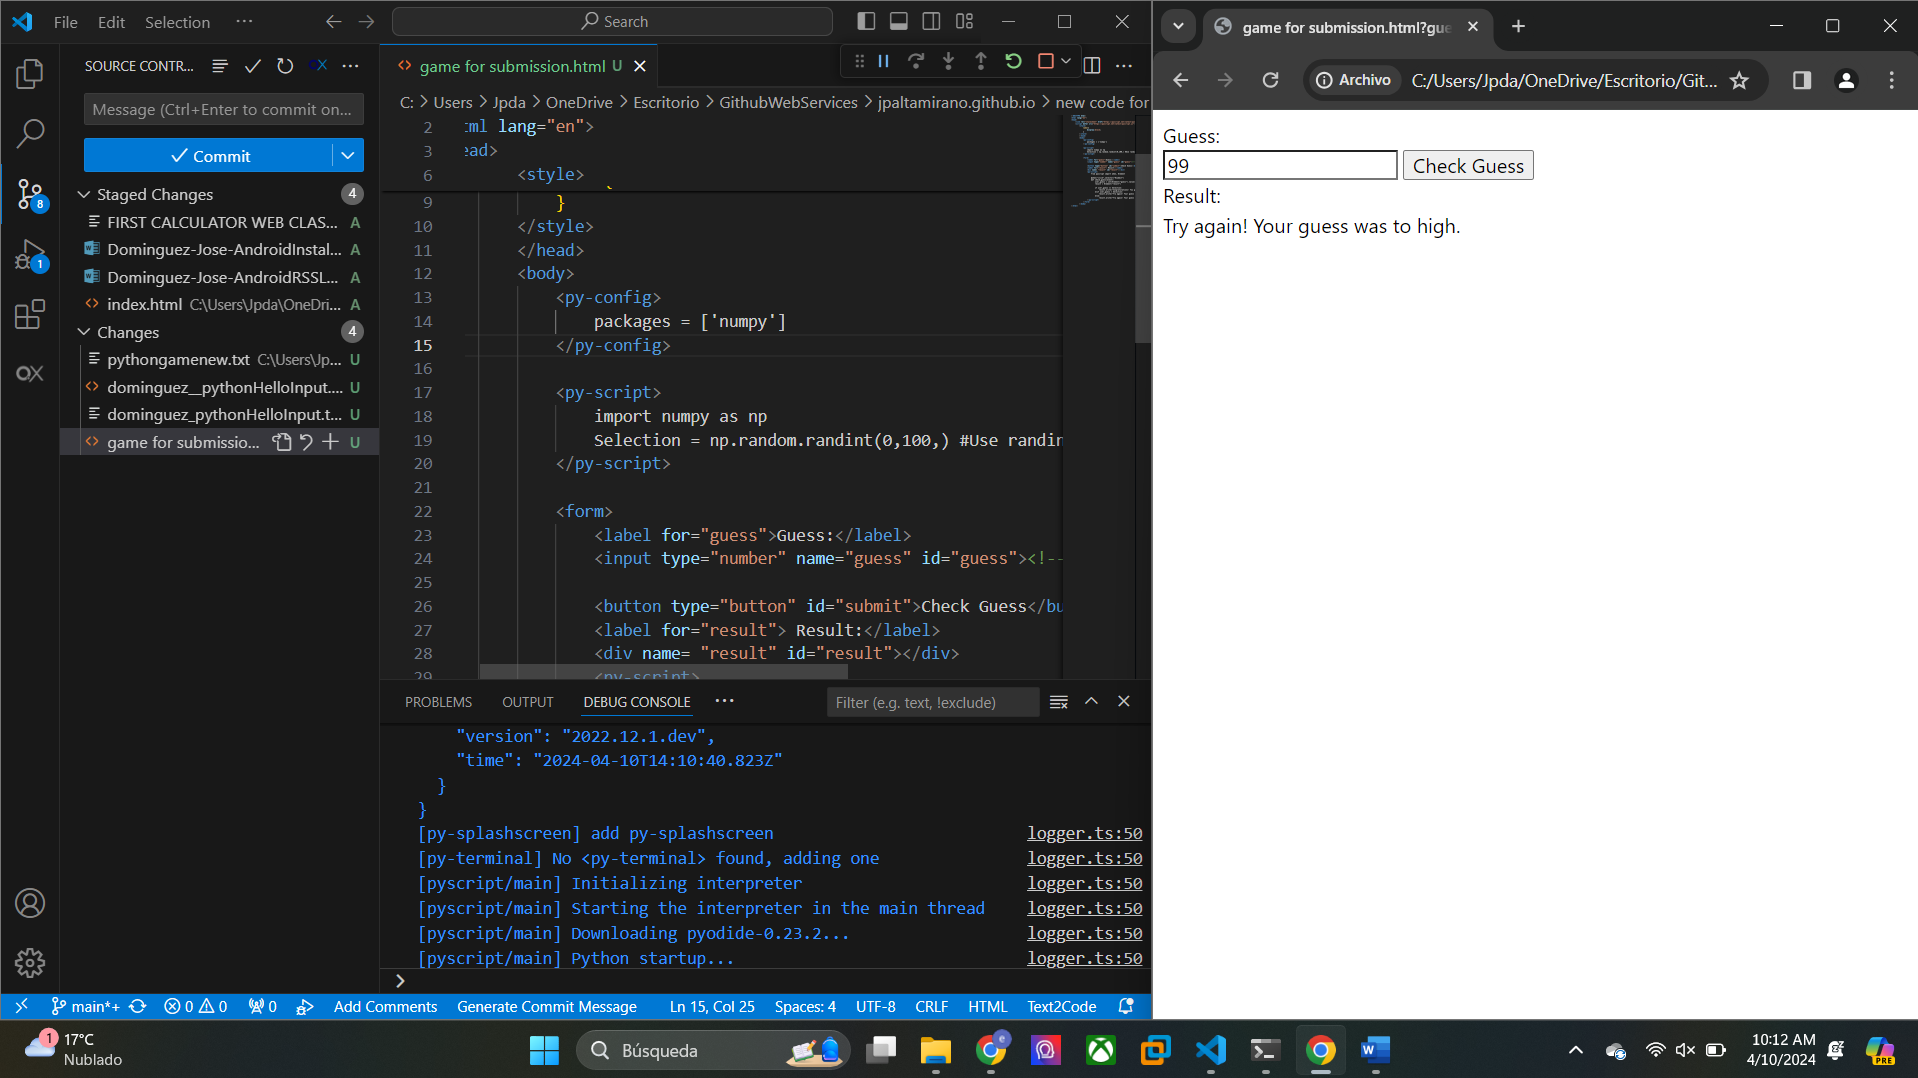 File Edit Selection ··· Search
SOURCE CONTR...
Message (Ctrl+Enter to commit on...
Commit
Staged Changes 4
FIRST CALCULATOR WEB CLAS... A
Dominguez-Jose-AndroidInstal... A
Dominguez-Jose-AndroidRSSL... A
index.html C:\Users\Jpda\OneDri... A
Changes 4
pythongamenew.txt C:\Users\Jp... U
dominguez__pythonHelloInput.... U
dominguez_pythonHelloInput.t... U
game for submissio... U
8
1
game for submission.html U
C: > Users > Jpda > OneDrive > Escritorio > GithubWebServices > jpaltamirano.github.io > new code for
2 tml lang="en">
3 ead>
6 <style>
9 }
10 </style>
11 </head>
12 <body>
13 <py-config>
14 packages = ['numpy']
15 </py-config>
16
17 <py-script>
18 import numpy as np
19 Selection = np.random.randint(0,100,) #Use randin
20 </py-script>
21
22 <form>
23 <label for="guess">Guess:</label>
24 <input type="number" name="guess" id="guess"><!--
25
26 <button type="button" id="submit">Check Guess</bu
27 <label for="result"> Result:</label>
28 <div name= "result" id="result"></div>
29 <py-script>
PROBLEMS OUTPUT DEBUG CONSOLE ··· Filter (e.g. text, !exclude)
"version": "2022.12.1.dev",
"time": "2024-04-10T14:10:40.823Z"
}
}
[py-splashscreen] add py-splashscreen logger.ts:50
[py-terminal] No <py-terminal> found, adding one logger.ts:50
[pyscript/main] Initializing interpreter logger.ts:50
[pyscript/main] Starting the interpreter in the main thread logger.ts:50
[pyscript/main] Downloading pyodide-0.23.2... logger.ts:50
[pyscript/main] Python startup... logger.ts:50
main*+ 0 0 0 Add Comments Generate Commit Message Ln 15, Col 25 Spaces: 4 UTF-8 CRLF HTML Text2Code
game for submission.html?gue
Archivo C:/Users/Jpda/OneDrive/Escritorio/Git...
Guess:
99 Check Guess
Result:
Try again! Your guess was to high.
1 17°C
Nublado
Búsqueda
10:12 AM
4/10/2024
PRE